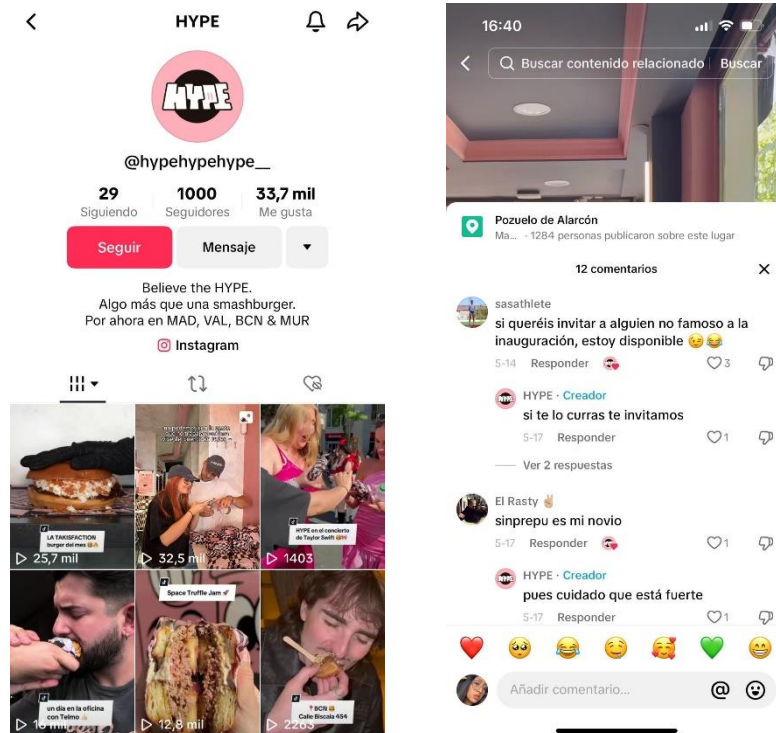 HYPE
HYPE
@hypehypehype__
29
1000
33,7 mil
Siguiendo
Seguidores
Me gusta
Seguir
Mensaje
Believe the HYPE.
Algo más que una smashburger.
Por ahora en MAD, VAL, BCN & MUR
Instagram
LA TAKISFACTION
burger del mes
25,7 mil
32,5 mil
HYPE en el concierto
de Taylor Swift
1403
un día en la oficina
con Telmo
Space Truffle Jam
12,8 mil
BCN
Calle Biscaia 454
2263
16:40
Buscar contenido relacionado
Buscar
Pozuelo de Alarcón
Ma... · 1284 personas publicaron sobre este lugar
12 comentarios
sasathlete
si queréis invitar a alguien no famoso a la
inauguración, estoy disponible 😉😂
5-14 Responder
3
HYPE · Creador
si te lo curras te invitamos
5-17 Responder
1
Ver 2 respuestas
El Rasty ✌🏼
sinprepu es mi novio
5-17 Responder
1
HYPE · Creador
pues cuidado que está fuerte
5-17 Responder
1
Añadir comentario...
@